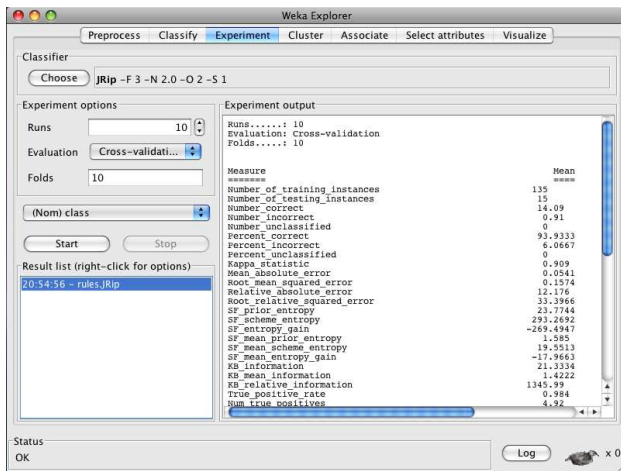 Weka Explorer
Preprocess Classify Experiment Cluster Associate Select attributes Visualize
Classifier
Choose JRip -F 3 -N 2.0 -O 2 -S 1
Experiment options
Runs 10
Evaluation Cross-validati...
Folds 10
(Nom) class
Start Stop
Result list (right-click for options)
20:54:56 - rules.JRip
Experiment output
Runs......: 10
Evaluation: Cross-validation
Folds.....: 10
Measure Mean
======= ====
Number_of_training_instances 135
Number_of_testing_instances 15
Number_correct 14.09
Number_incorrect 0.91
Number_unclassified 0
Percent_correct 93.9333
Percent_incorrect 6.0667
Percent_unclassified 0
Kappa_statistic 0.909
Mean_absolute_error 0.0541
Root_mean_squared_error 0.1574
Relative_absolute_error 12.176
Root_relative_squared_error 33.3966
SF_prior_entropy 23.7744
SF_scheme_entropy 293.2692
SF_entropy_gain -269.4947
SF_mean_prior_entropy 1.585
SF_mean_scheme_entropy 19.5513
SF_mean_entropy_gain -17.9663
KB_information 21.3334
KB_mean_information 1.4222
KB_relative_information 1345.99
True_positive_rate 0.984
Num_true_positives 4.92
Status
OK
Log x 0